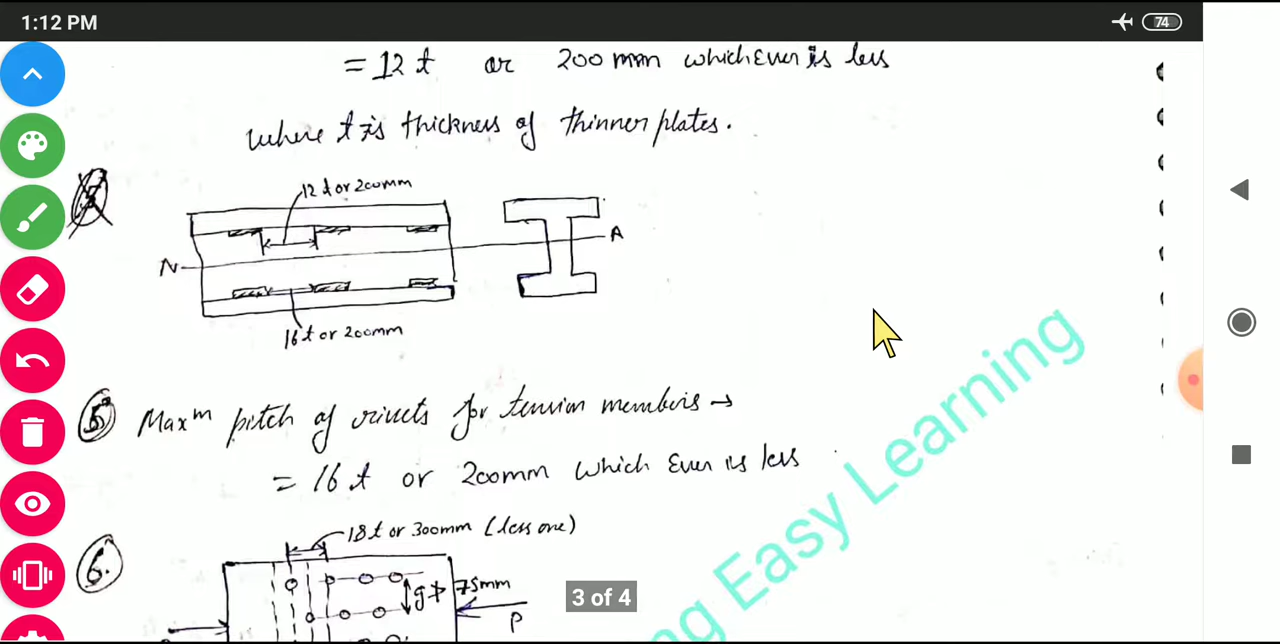 1:12 PM
74
= 12 t or 200 mm whichever is less
where t is thickness of thinner plates.
12 t or 200mm
N
A
16 t or 200mm
5 Max^m pitch of rivets for tension members →
= 16 t or 200mm which Ever is less
6. 18t or 300mm (less one)
g 75mm
P
3 of 4
Easy Learning